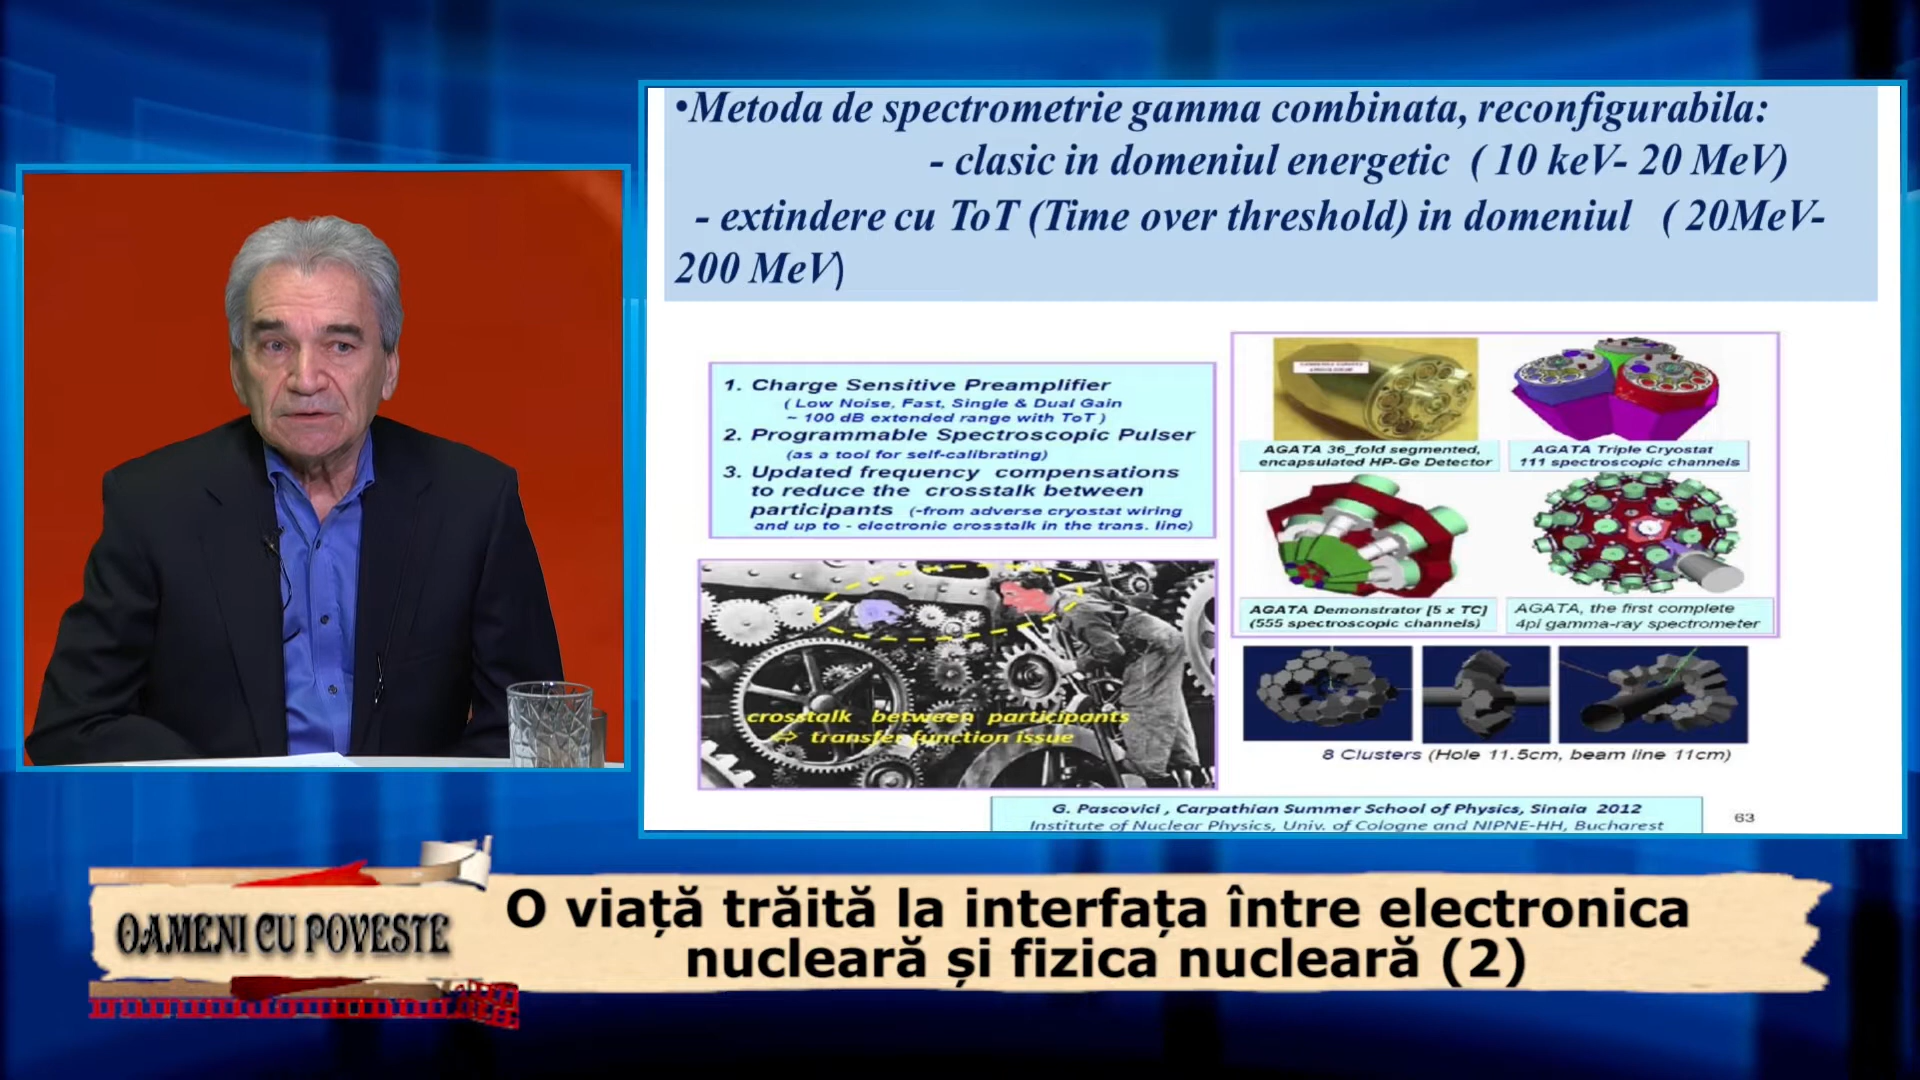 •Metoda de spectrometrie gamma combinata, reconfigurabila:
- clasic in domeniul energetic ( 10 keV- 20 MeV)
- extindere cu ToT (Time over threshold) in domeniul ( 20MeV-
200 MeV)
1. Charge Sensitive Preamplifier
( Low Noise, Fast, Single & Dual Gain
~ 100 dB extended range with ToT )
2. Programmable Spectroscopic Pulser
(as a tool for self-calibrating)
3. Updated frequency compensations
to reduce the crosstalk between
participants (-from adverse cryostat wiring
and up to - electronic crosstalk in the trans. line)
AGATA 36_fold segmented,
encapsulated HP-Ge Detector
AGATA Triple Cryostat
111 spectroscopic channels
AGATA Demonstrator [5 x TC]
(555 spectroscopic channels)
AGATA, the first complete
4pi gamma-ray spectrometer
crosstalk between participants
⇔ transfer function issue
8 Clusters (Hole 11.5cm, beam line 11cm)
G. Pascovici , Carpathian Summer School of Physics, Sinaia 2012
Institute of Nuclear Physics, Univ. of Cologne and NIPNE-HH, Bucharest
63
OAMENI CU POVESTE
O viață trăită la interfața între electronica
nucleară și fizica nucleară (2)